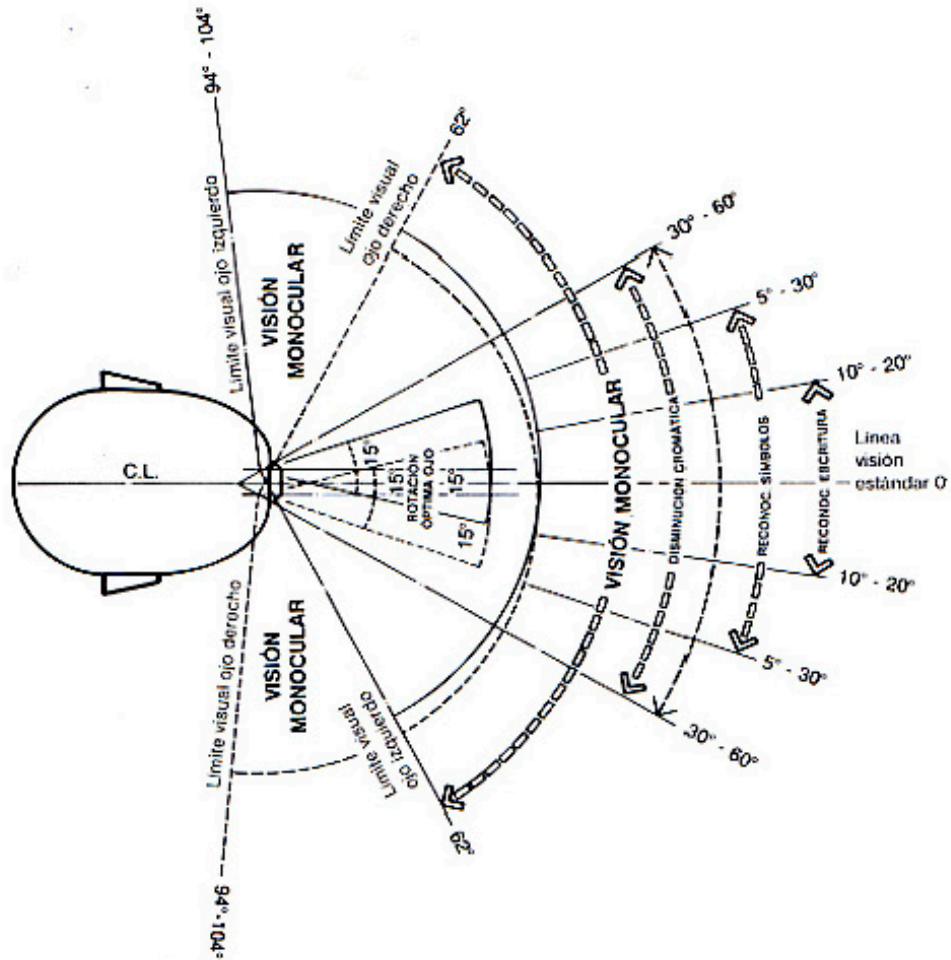 94° - 104°
Límite visual ojo izquierdo
VISIÓN
MONOCULAR
Límite visual
ojo derecho
62°
30° - 60°
5° - 30°
10° - 20°
Línea
visión
estándar 0
C.L.
15°
15°
ROTACIÓN
ÓPTIMA OJO
15°
15°
VISIÓN MONOCULAR
DISMINUCIÓN CROMÁTICA
RECONOC. SÍMBOLOS
RECONOC. ESCRITURA
10° - 20°
5° - 30°
30° - 60°
62°
Límite visual
ojo izquierdo
VISIÓN
MONOCULAR
Límite visual ojo derecho
94°-104°